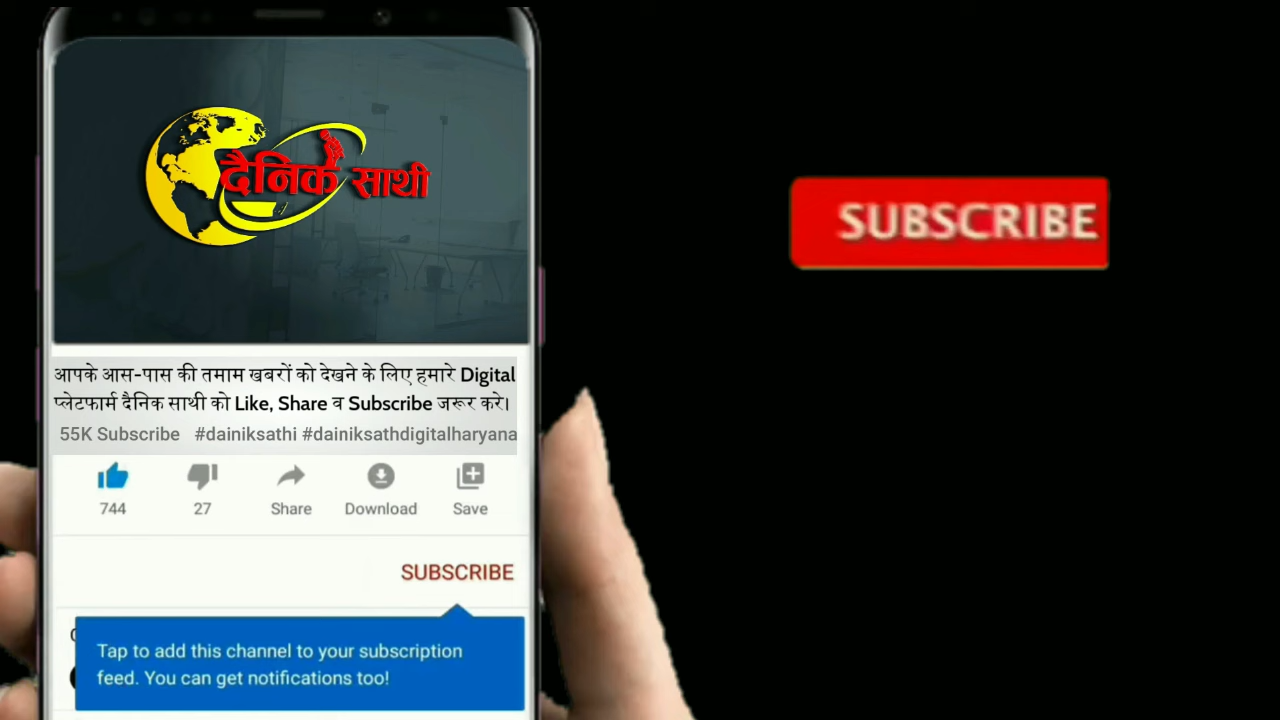 दैनिक साथी
SUBSCRIBE
आपके आस-पास की तमाम खबरों को देखने के लिए हमारे Digital
प्लेटफार्म दैनिक साथी को Like, Share व Subscribe जरूर करे।
55K Subscribe #dainiksathi #dainiksathdigitalharyana
744 27 Share Download Save
SUBSCRIBE
Tap to add this channel to your subscription
feed. You can get notifications too!